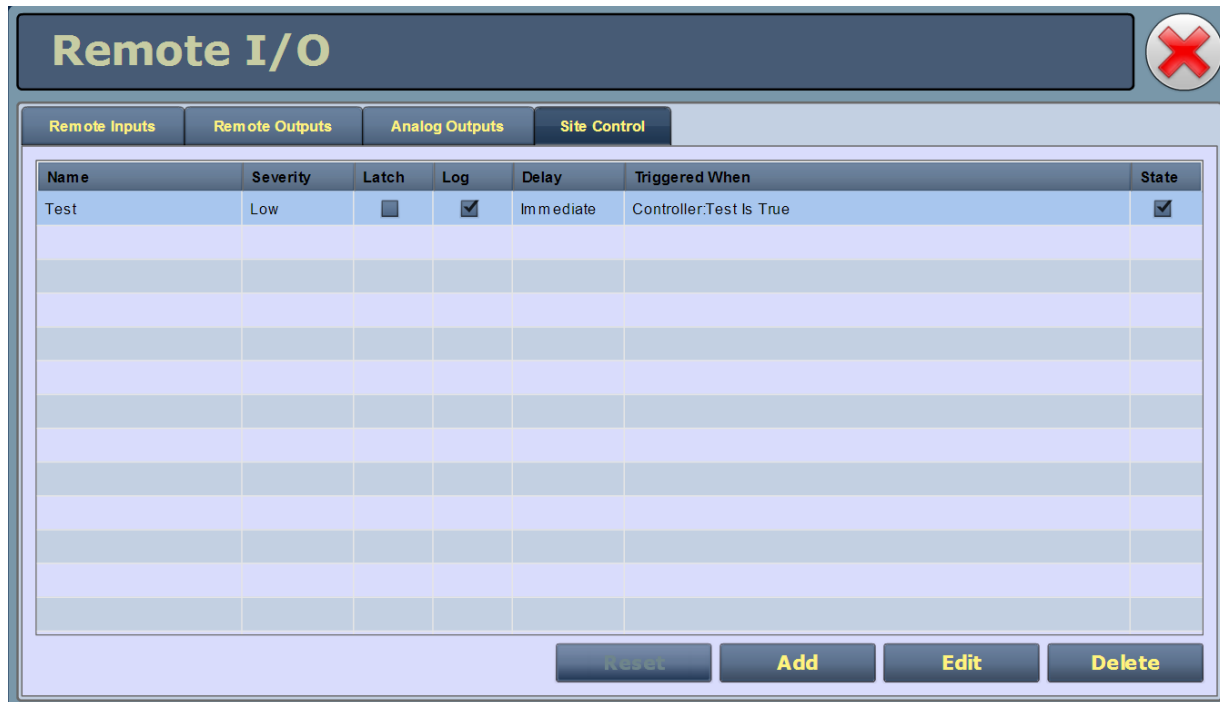 Remote I/O
Remote Inputs Remote Outputs Analog Outputs Site Control
Name Severity Latch Log Delay Triggered When State
Test Low Immediate Controller:Test Is True
Reset Add Edit Delete